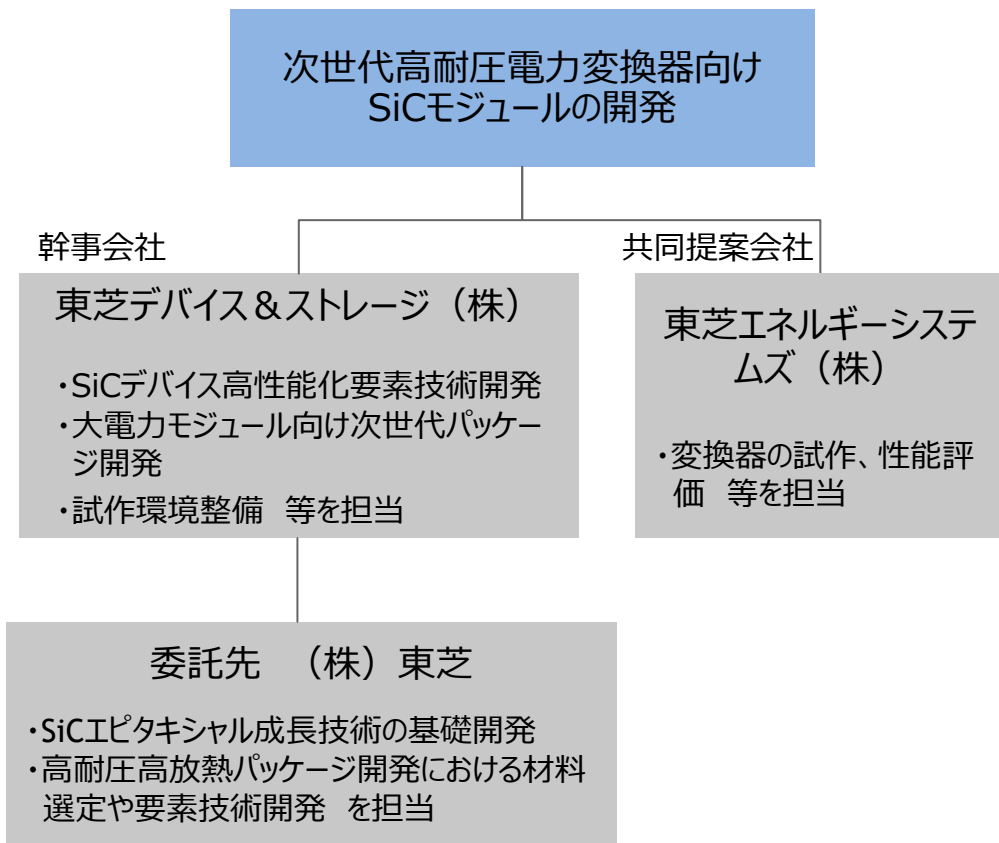 次世代高耐圧電力変換器向け
SiCモジュールの開発
幹事会社
東芝デバイス＆ストレージ（株）
・SiCデバイス高性能化要素技術開発
・大電力モジュール向け次世代パッケー
ジ開発
・試作環境整備　等を担当
共同提案会社
東芝エネルギーシステ
ムズ（株）
・変換器の試作、性能評
価　等を担当
委託先　（株）東芝
・SiCエピタキシャル成長技術の基礎開発
・高耐圧高放熱パッケージ開発における材料
選定や要素技術開発　を担当